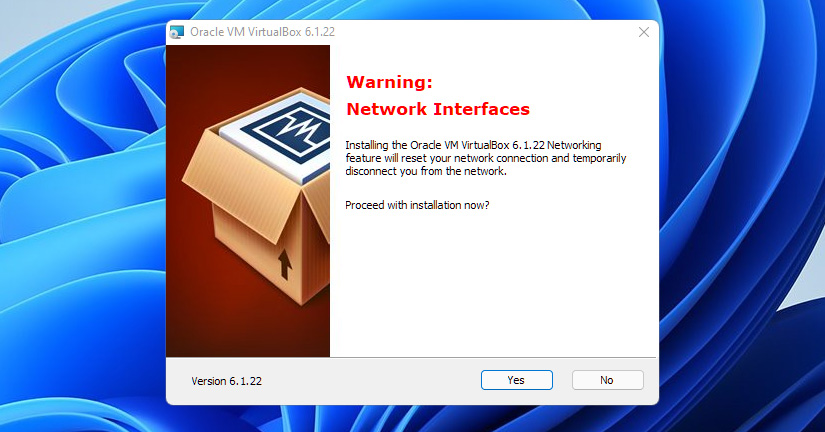 Oracle VM VirtualBox 6.1.22
Warning:
Network Interfaces
Installing the Oracle VM VirtualBox 6.1.22 Networking
feature will reset your network connection and temporarily
disconnect you from the network.
Proceed with installation now?
Version 6.1.22
Yes
No